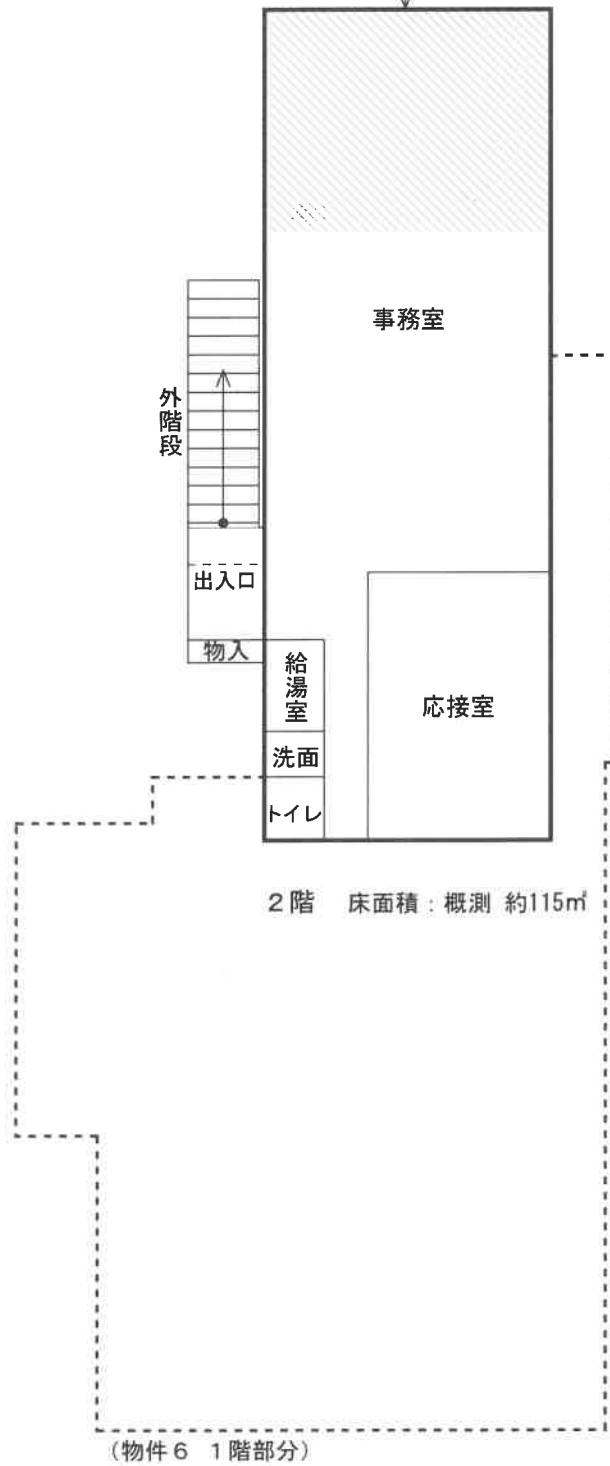 事務室
外階段
出入口
物入
給湯室
応接室
洗面
トイレ
2階 床面積:概測 約115㎡
(物件6 1階部分)